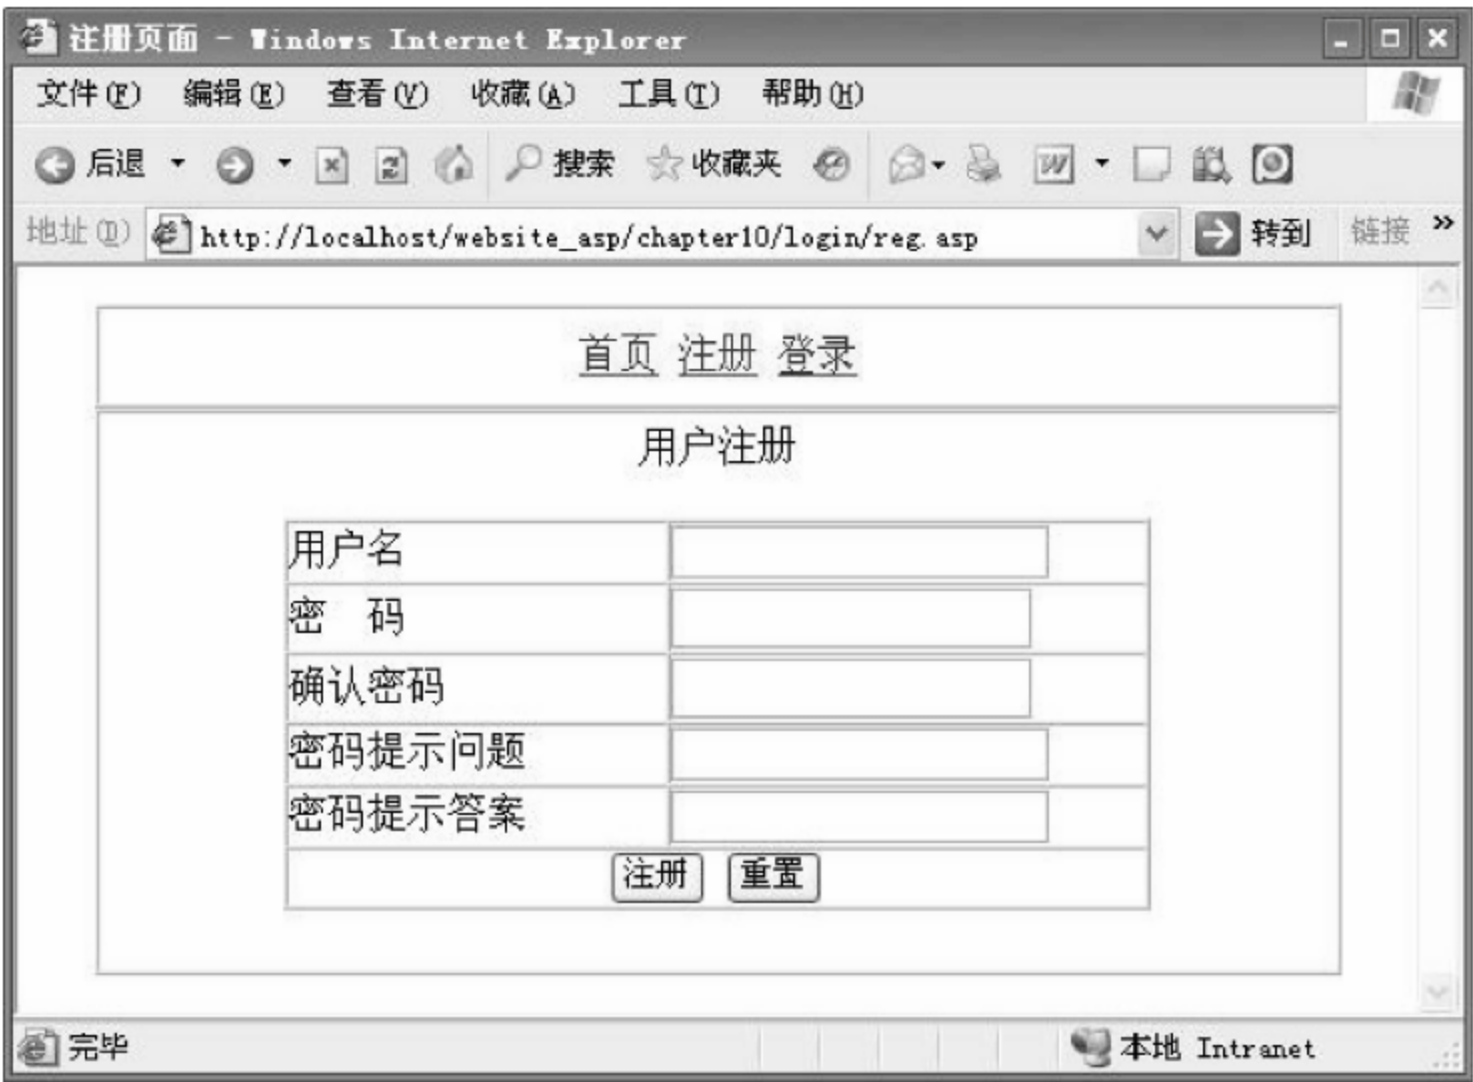 注册页面 - Windows Internet Explorer
文件(F) 编辑(E) 查看(V) 收藏(A) 工具(T) 帮助(H)
后退 搜索 收藏夹
地址(D) http://localhost/website_asp/chapter10/login/reg.asp 转到 链接 »
首页 注册 登录
用户注册
用户名
密 码
确认密码
密码提示问题
密码提示答案
注册 重置
完毕 本地 Intranet